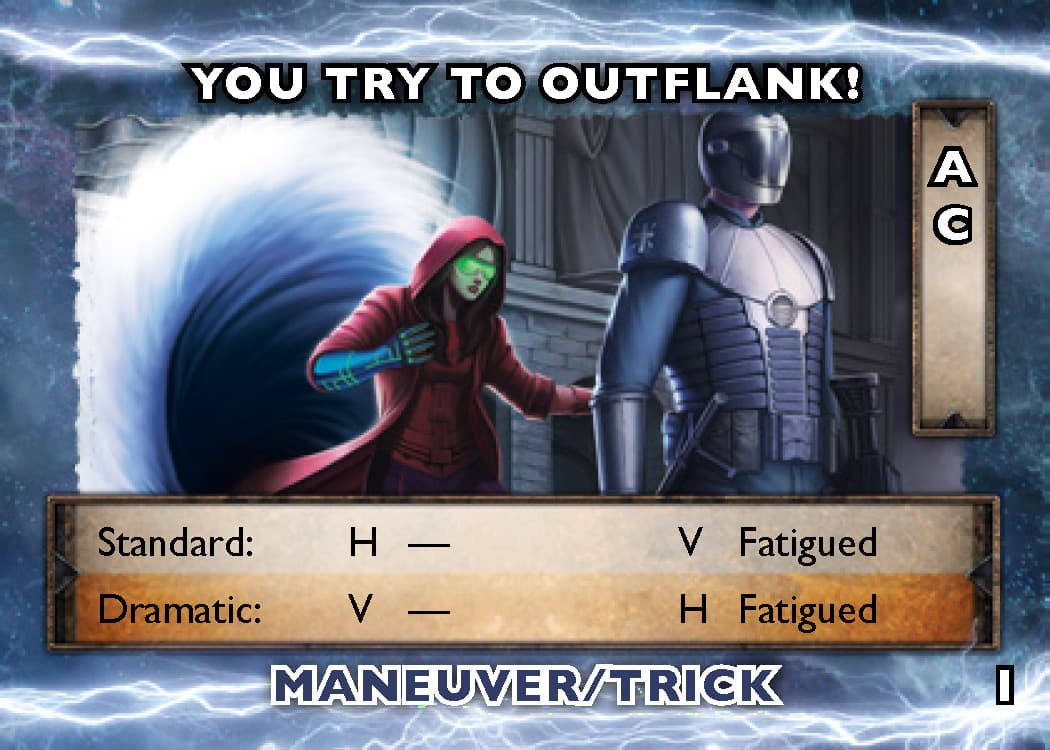 YOU TRY TO OUTFLANK!
A
C
Standard: H — V Fatigued
Dramatic: V — H Fatigued
MANEUVER/TRICK
1